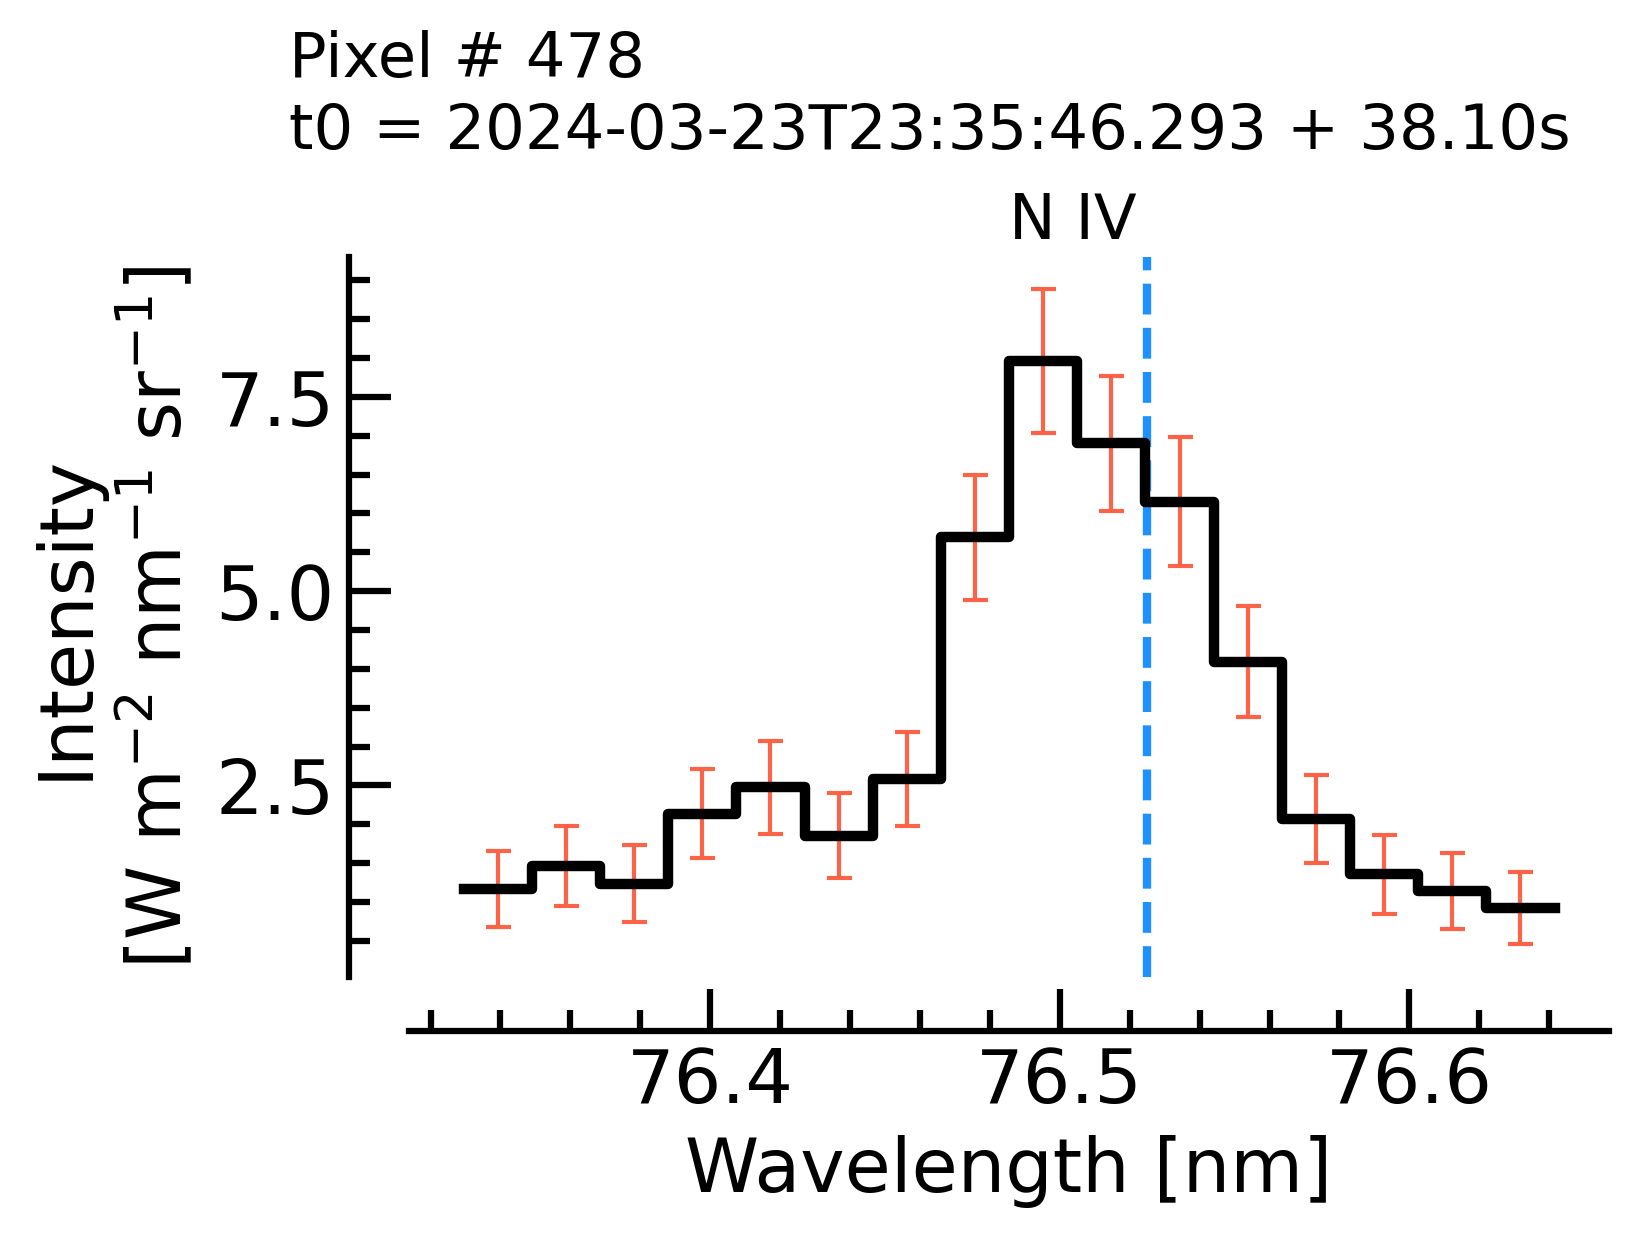 Pixel # 478
t0 = 2024-03-23T23:35:46.293 + 38.10s
N IV
Intensity
[W m⁻² nm⁻¹ sr⁻¹]
7.5
5.0
2.5
76.4 76.5 76.6
Wavelength [nm]